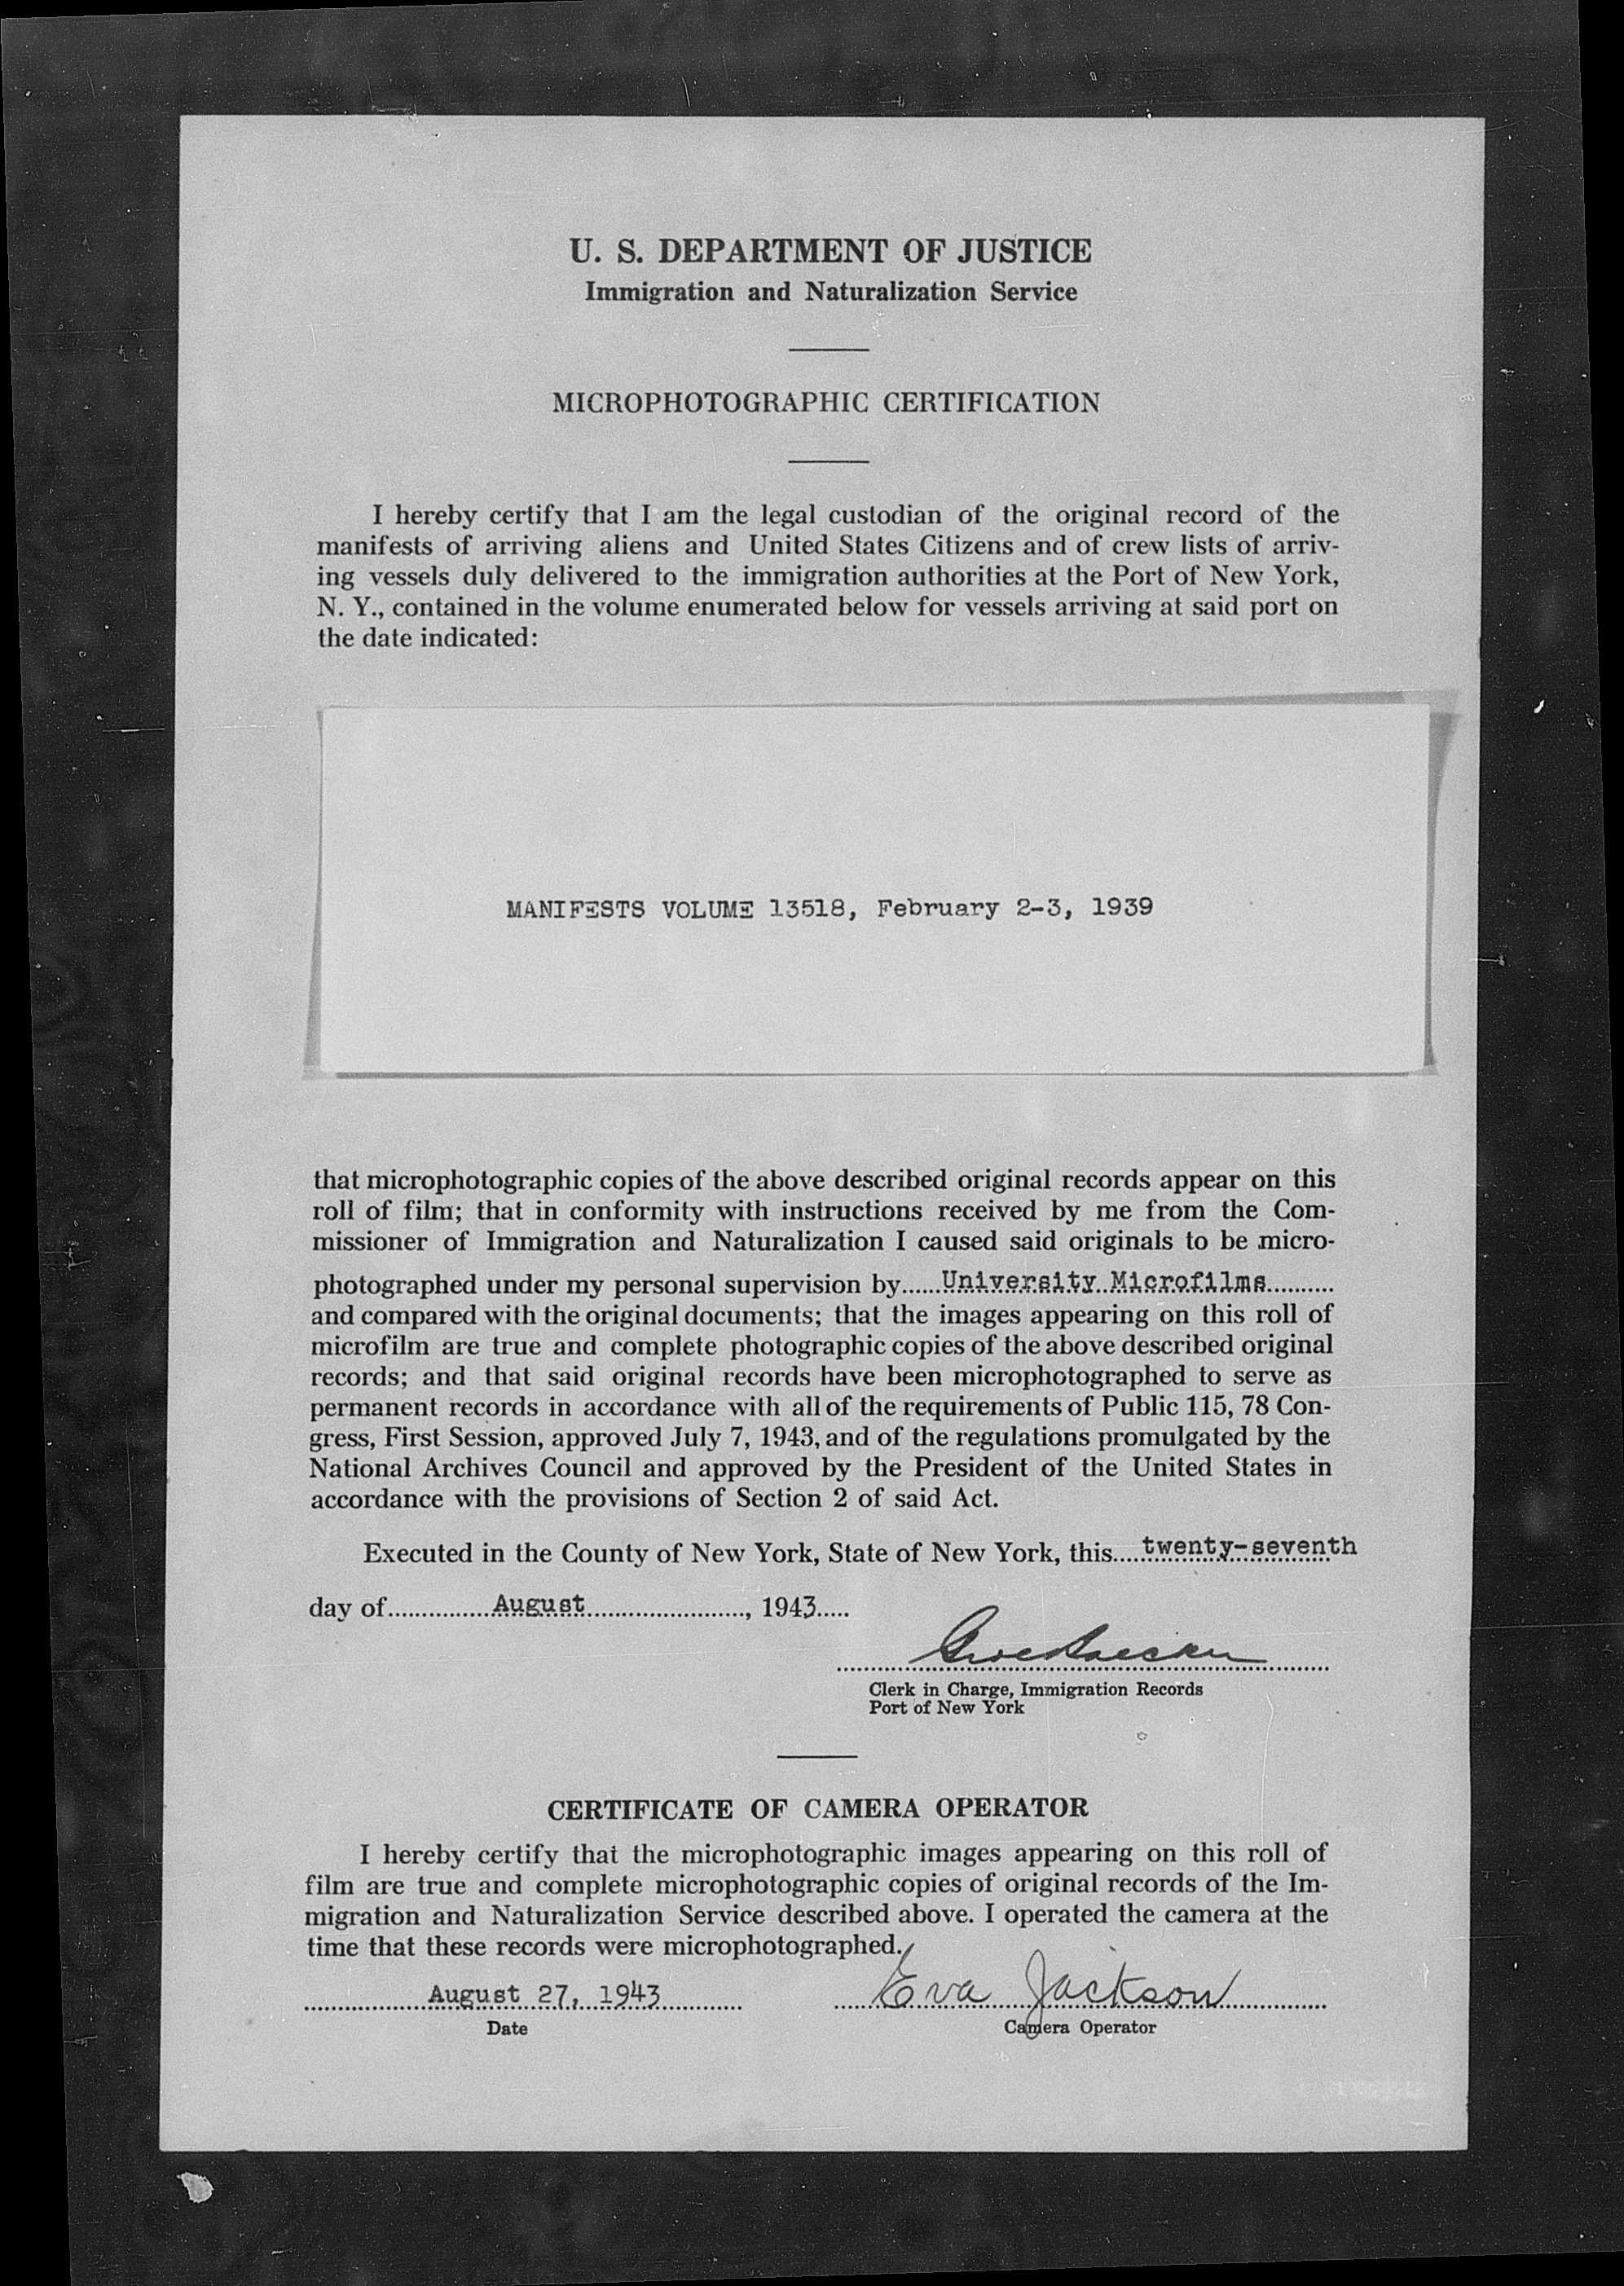 U. S. DEPARTMENT OF JUSTICE
Immigration and Naturalization Service
MICROPHOTOGRAPHIC CERTIFICATION
I hereby certify that I am the legal custodian of the original record of the
manifests of arriving aliens and United States Citizens and of crew lists of arriv-
ing vessels duly delivered to the immigration authorities at the Port of New York,
N. Y., contained in the volume enumerated below for vessels arriving at said port on
the date indicated:
MANIFESTS VOLUME 13518, February 2-3, 1939
that microphotographic copies of the above described original records appear on this
roll of film; that in conformity with instructions received by me from the Com-
missioner of Immigration and Naturalization I caused said originals to be micro-
photographed under my personal supervision by......University Microfilms..........
and compared with the original documents; that the images appearing on this roll of
microfilm are true and complete photographic copies of the above described original
records; and that said original records have been microphotographed to serve as
permanent records in accordance with all of the requirements of Public 115, 78 Con-
gress, First Session, approved July 7, 1943, and of the regulations promulgated by the
National Archives Council and approved by the President of the United States in
accordance with the provisions of Section 2 of said Act.
Executed in the County of New York, State of New York, this....twenty-seventh
day of................August........................, 1943.....
Clerk in Charge, Immigration Records
Port of New York
CERTIFICATE OF CAMERA OPERATOR
I hereby certify that the microphotographic images appearing on this roll of
film are true and complete microphotographic copies of original records of the Im-
migration and Naturalization Service described above. I operated the camera at the
time that these records were microphotographed.
August 27, 1943 Eva Jackson
Date Camera Operator